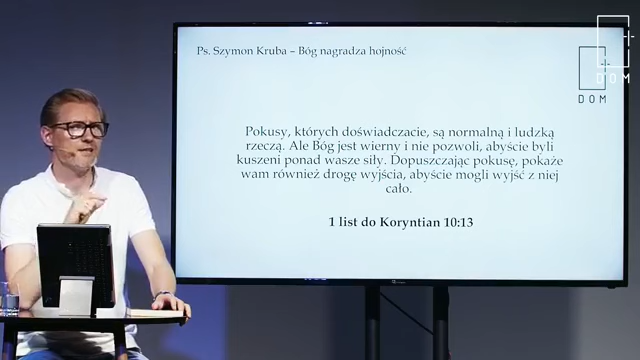 Ps. Szymon Kruba – Bóg nagradza hojność
DOM
DOM
Pokusy, których doświadczacie, są normalną i ludzką
rzeczą. Ale Bóg jest wierny i nie pozwoli, abyście byli
kuszeni ponad wasze siły. Dopuszczając pokusę, pokaże
wam również drogę wyjścia, abyście mogli wyjść z niej
cało.
1 list do Koryntian 10:13